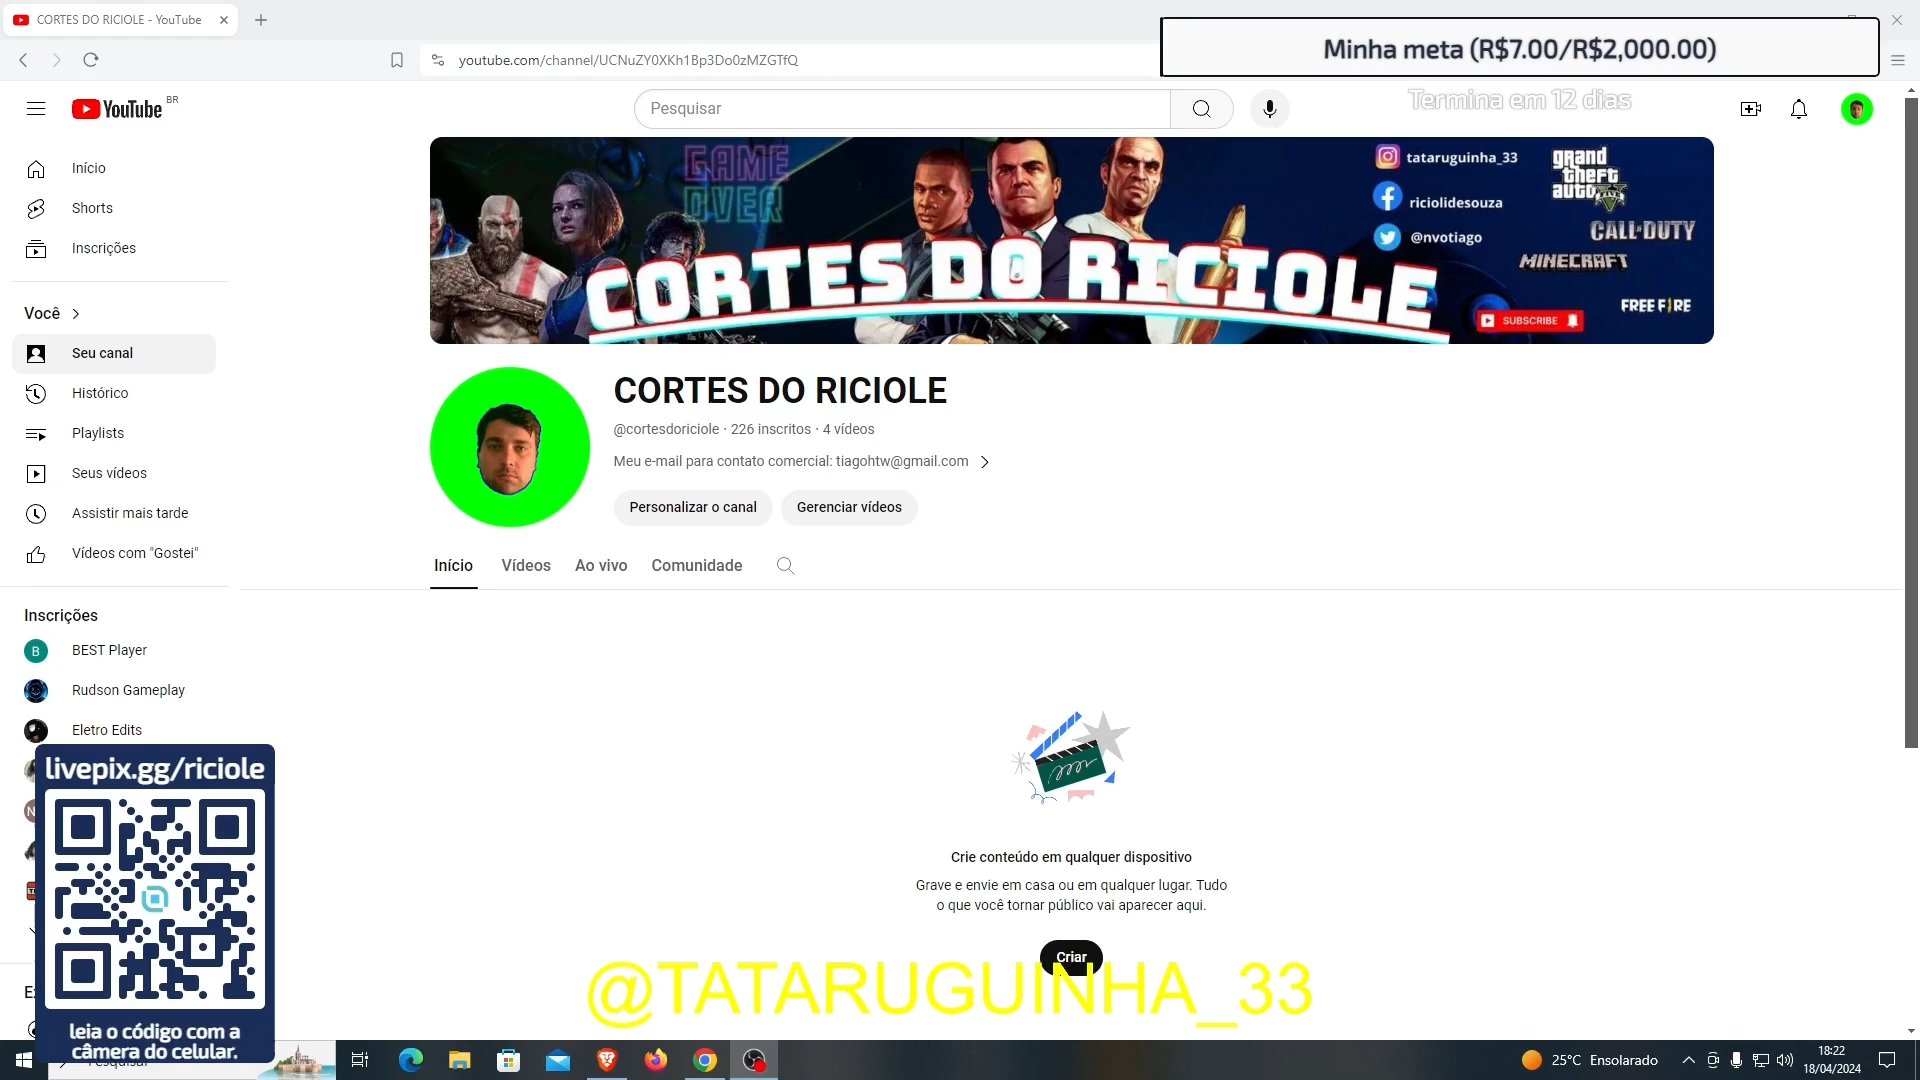 CORTES DO RICIOLE - YouTube
youtube.com/channel/UCNuZY0XKh1Bp3Do0zMZGTfQ
Minha meta (R$7.00/R$2,000.00)
Termina em 12 dias
YouTube BR
Pesquisar
Início
Shorts
Inscrições
Você
Seu canal
Histórico
Playlists
Seus vídeos
Assistir mais tarde
Vídeos com "Gostei"
Inscrições
B
BEST Player
Rudson Gameplay
Eletro Edits
GAME
OVER
CORTES DO RICIOLE
tataruguinha_33
riciolidesouza
@nvotiago
grand
theft
auto
V
CALL OF DUTY
MINECRAFT
FREE FIRE
SUBSCRIBE
CORTES DO RICIOLE
@cortesdoriciole · 226 inscritos · 4 vídeos
Meu e-mail para contato comercial: tiagohtw@gmail.com
Personalizar o canal
Gerenciar vídeos
Início
Vídeos
Ao vivo
Comunidade
Crie conteúdo em qualquer dispositivo
Grave e envie em casa ou em qualquer lugar. Tudo
o que você tornar público vai aparecer aqui.
Criar
@TATARUGUINHA_33
livepix.gg/riciole
leia o código com a
câmera do celular.
25°C Ensolarado
18:22
18/04/2024